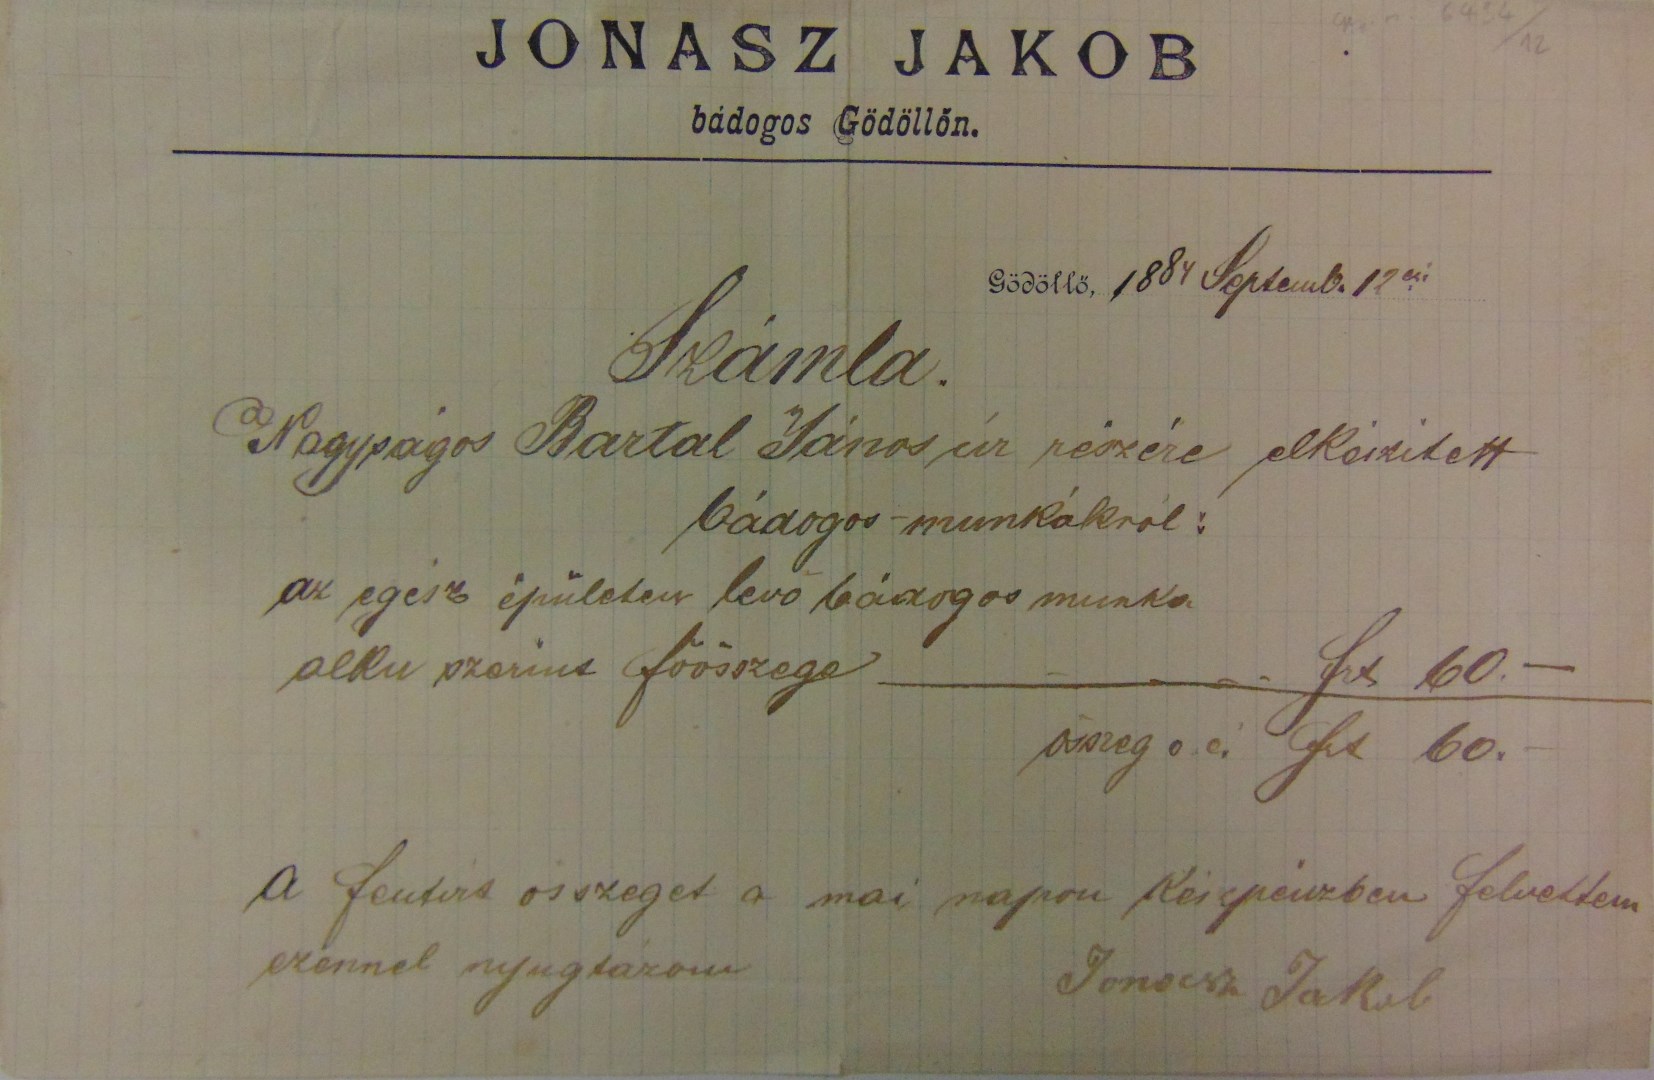 6434/12
JONASZ JAKOB
bádogos Gödöllőn.
Gödöllő, 1884 Septemb. 12én
Számla.
Nagyságos Bartal János úr részére elkészitett
bádogos-munkákról:
az egész épületen levő bádogos munka
alku szerint főösszege frt 60.—
összeg o. é. frt 60.—
A fentirt összeget a mai napon készpénzben felvettem
ezennel nyugtázom
Jonasz Jakob